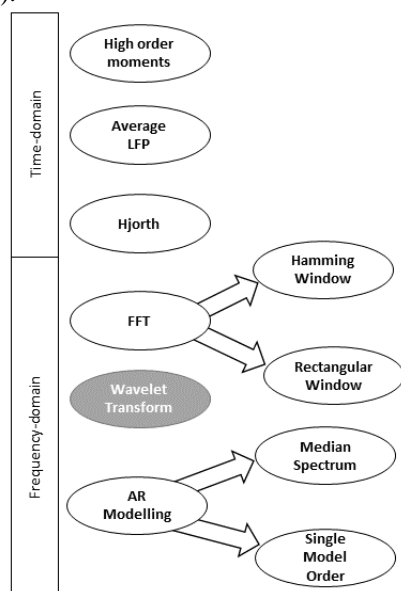 ).
High order
moments
Average
LFP
Time-domain
Hjorth
Hamming
Window
FFT
Rectangular
Window
Wavelet
Transform
Frequency-domain
Median
Spectrum
AR
Modelling
Single
Model
Order